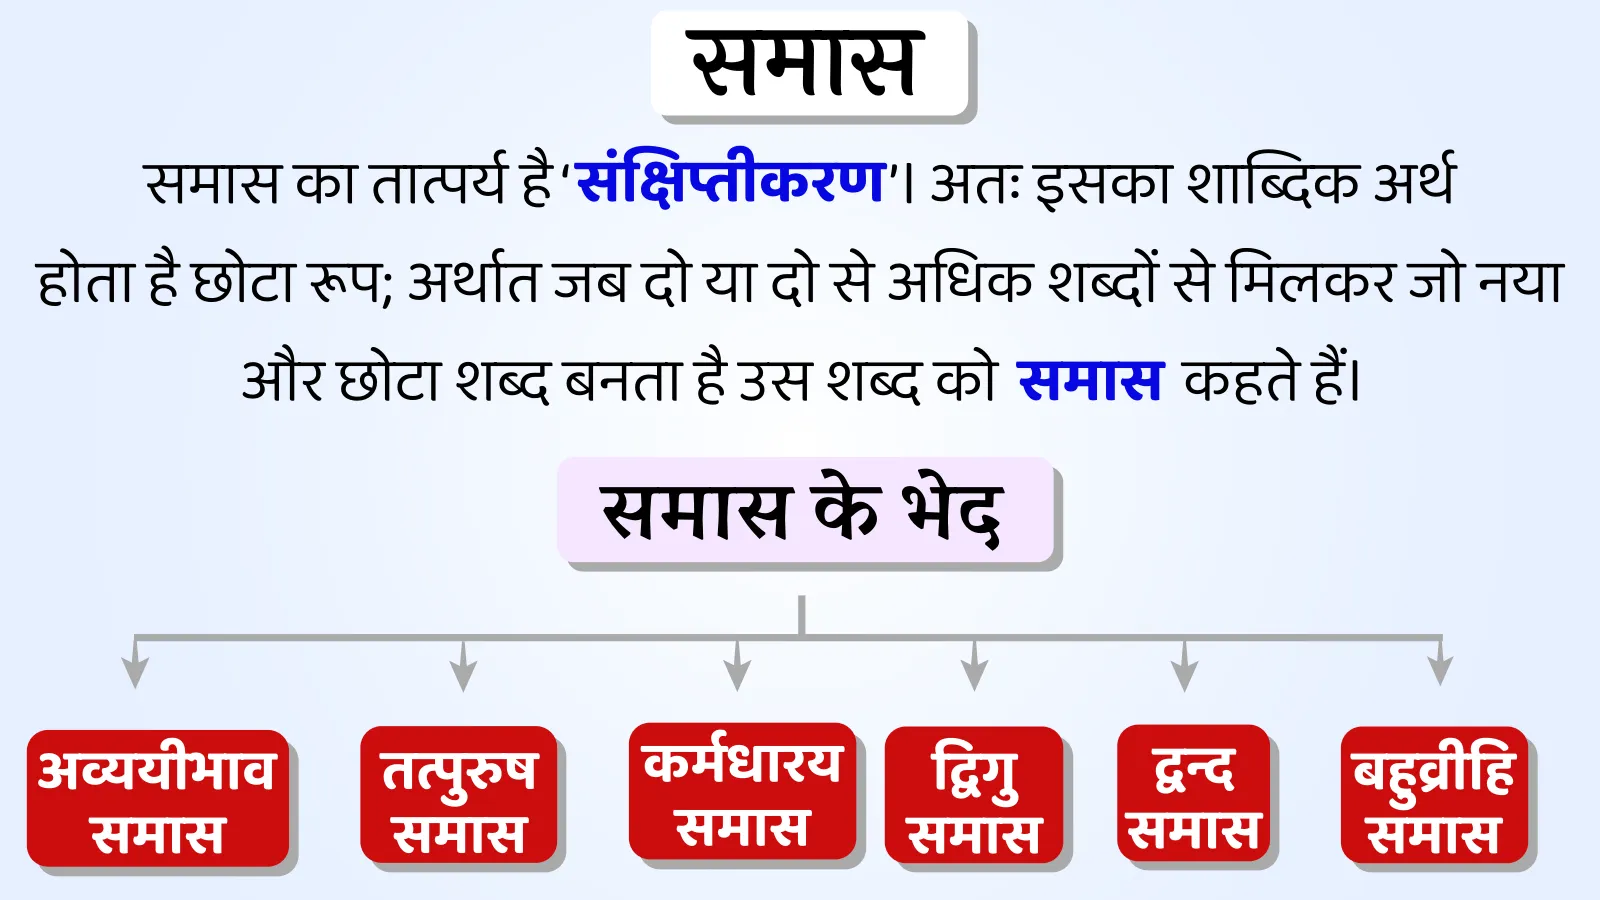 समास
समास का तात्पर्य है ‘संक्षिप्तीकरण’। अतः इसका शाब्दिक अर्थ
होता है छोटा रूप; अर्थात जब दो या दो से अधिक शब्दों से मिलकर जो नया
और छोटा शब्द बनता है उस शब्द को समास कहते हैं।
समास के भेद
अव्ययीभाव
समास
तत्पुरुष
समास
कर्मधारय
समास
द्विगु
समास
द्वन्द
समास
बहुव्रीहि
समास